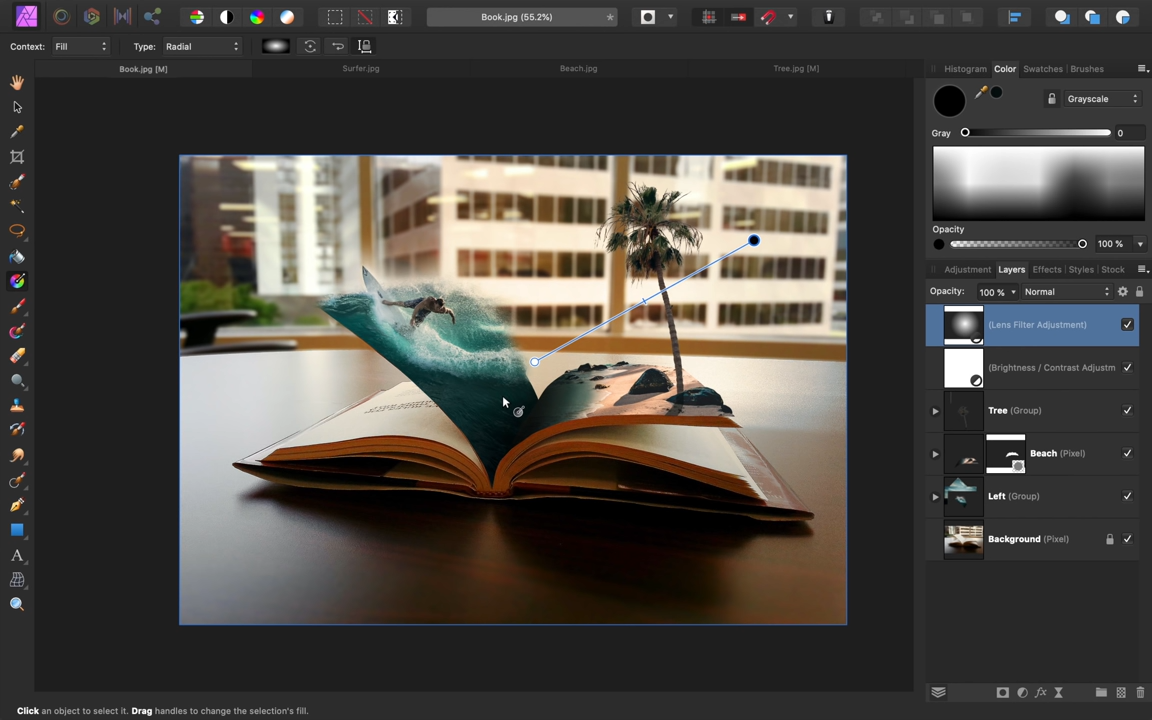 Book.jpg (55.2%)
Context: Fill
Type: Radial
Book.jpg [M]
Surfer.jpg
Beach.jpg
Tree.jpg [M]
Histogram
Color
Swatches
Brushes
Grayscale
Gray
0
Opacity
100 %
Adjustment
Layers
Effects
Styles
Stock
Opacity: 100 %
Normal
(Lens Filter Adjustment)
(Brightness / Contrast Adjustm
Tree (Group)
Beach (Pixel)
Left (Group)
Background (Pixel)
fx
A
Click an object to select it. Drag handles to change the selection's fill.